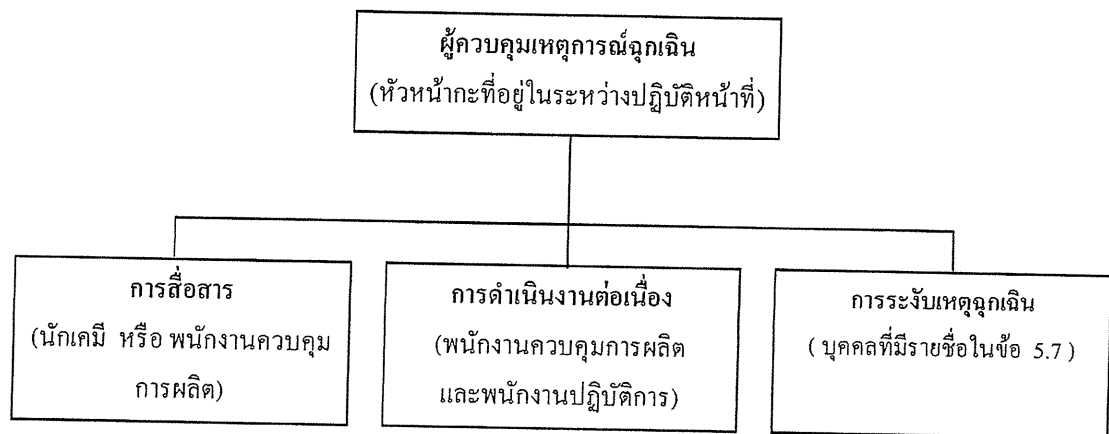 ผู้ควบคุมเหตุการณ์ฉุกเฉิน
(หัวหน้ากะที่อยู่ในระหว่างปฏิบัติหน้าที่)
การสื่อสาร
(นักเคมี หรือ พนักงานควบคุม
การผลิต)
การดำเนินงานต่อเนื่อง
(พนักงานควบคุมการผลิต
และพนักงานปฏิบัติการ)
การระงับเหตุฉุกเฉิน
( บุคคลที่มีรายชื่อในข้อ 5.7 )